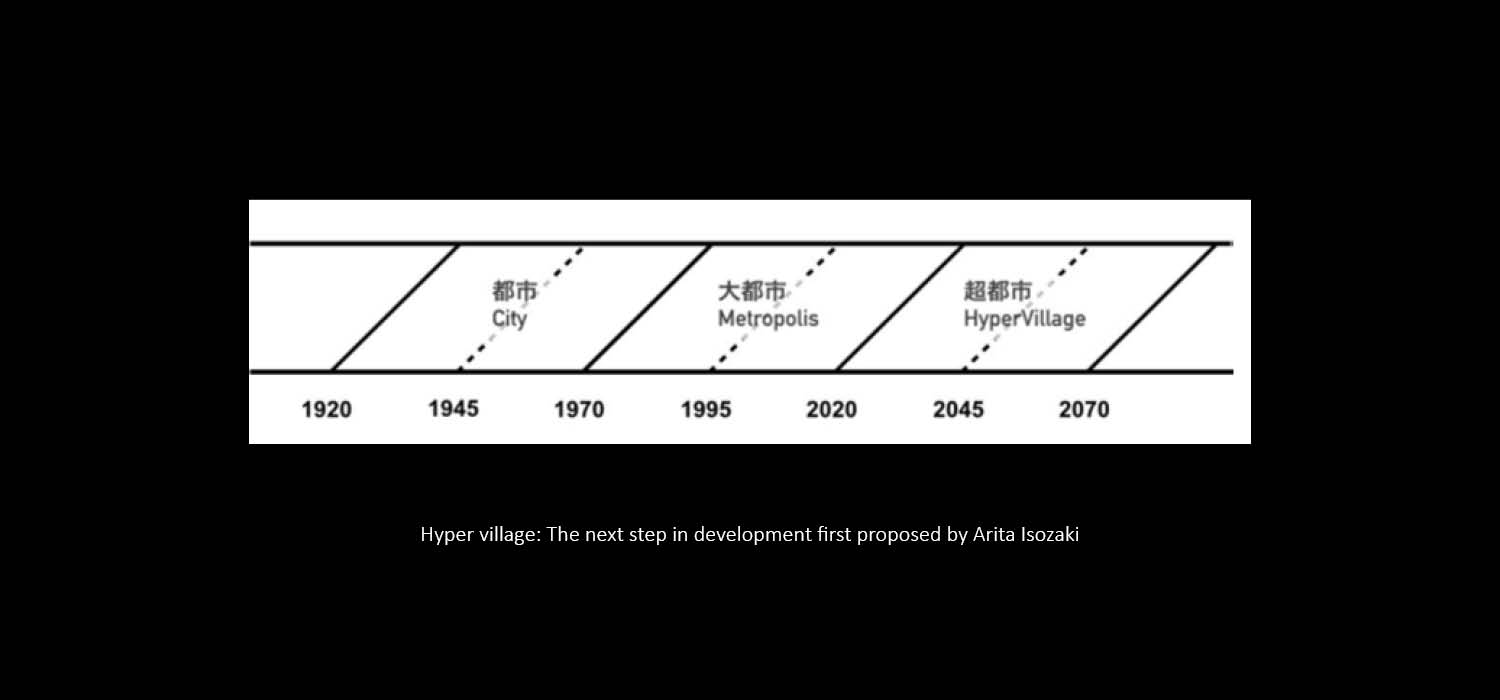 都市 大都市 超都市
City Metropolis HyperVillage
1920 1945 1970 1995 2020 2045 2070
Hyper village: The next step in development first proposed by Arita Isozaki